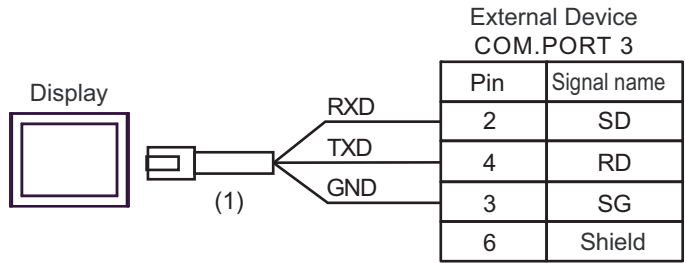 External Device
COM.PORT 3
Display
Pin Signal name
RXD
2 SD
TXD
4 RD
GND
3 SG
(1)
6 Shield